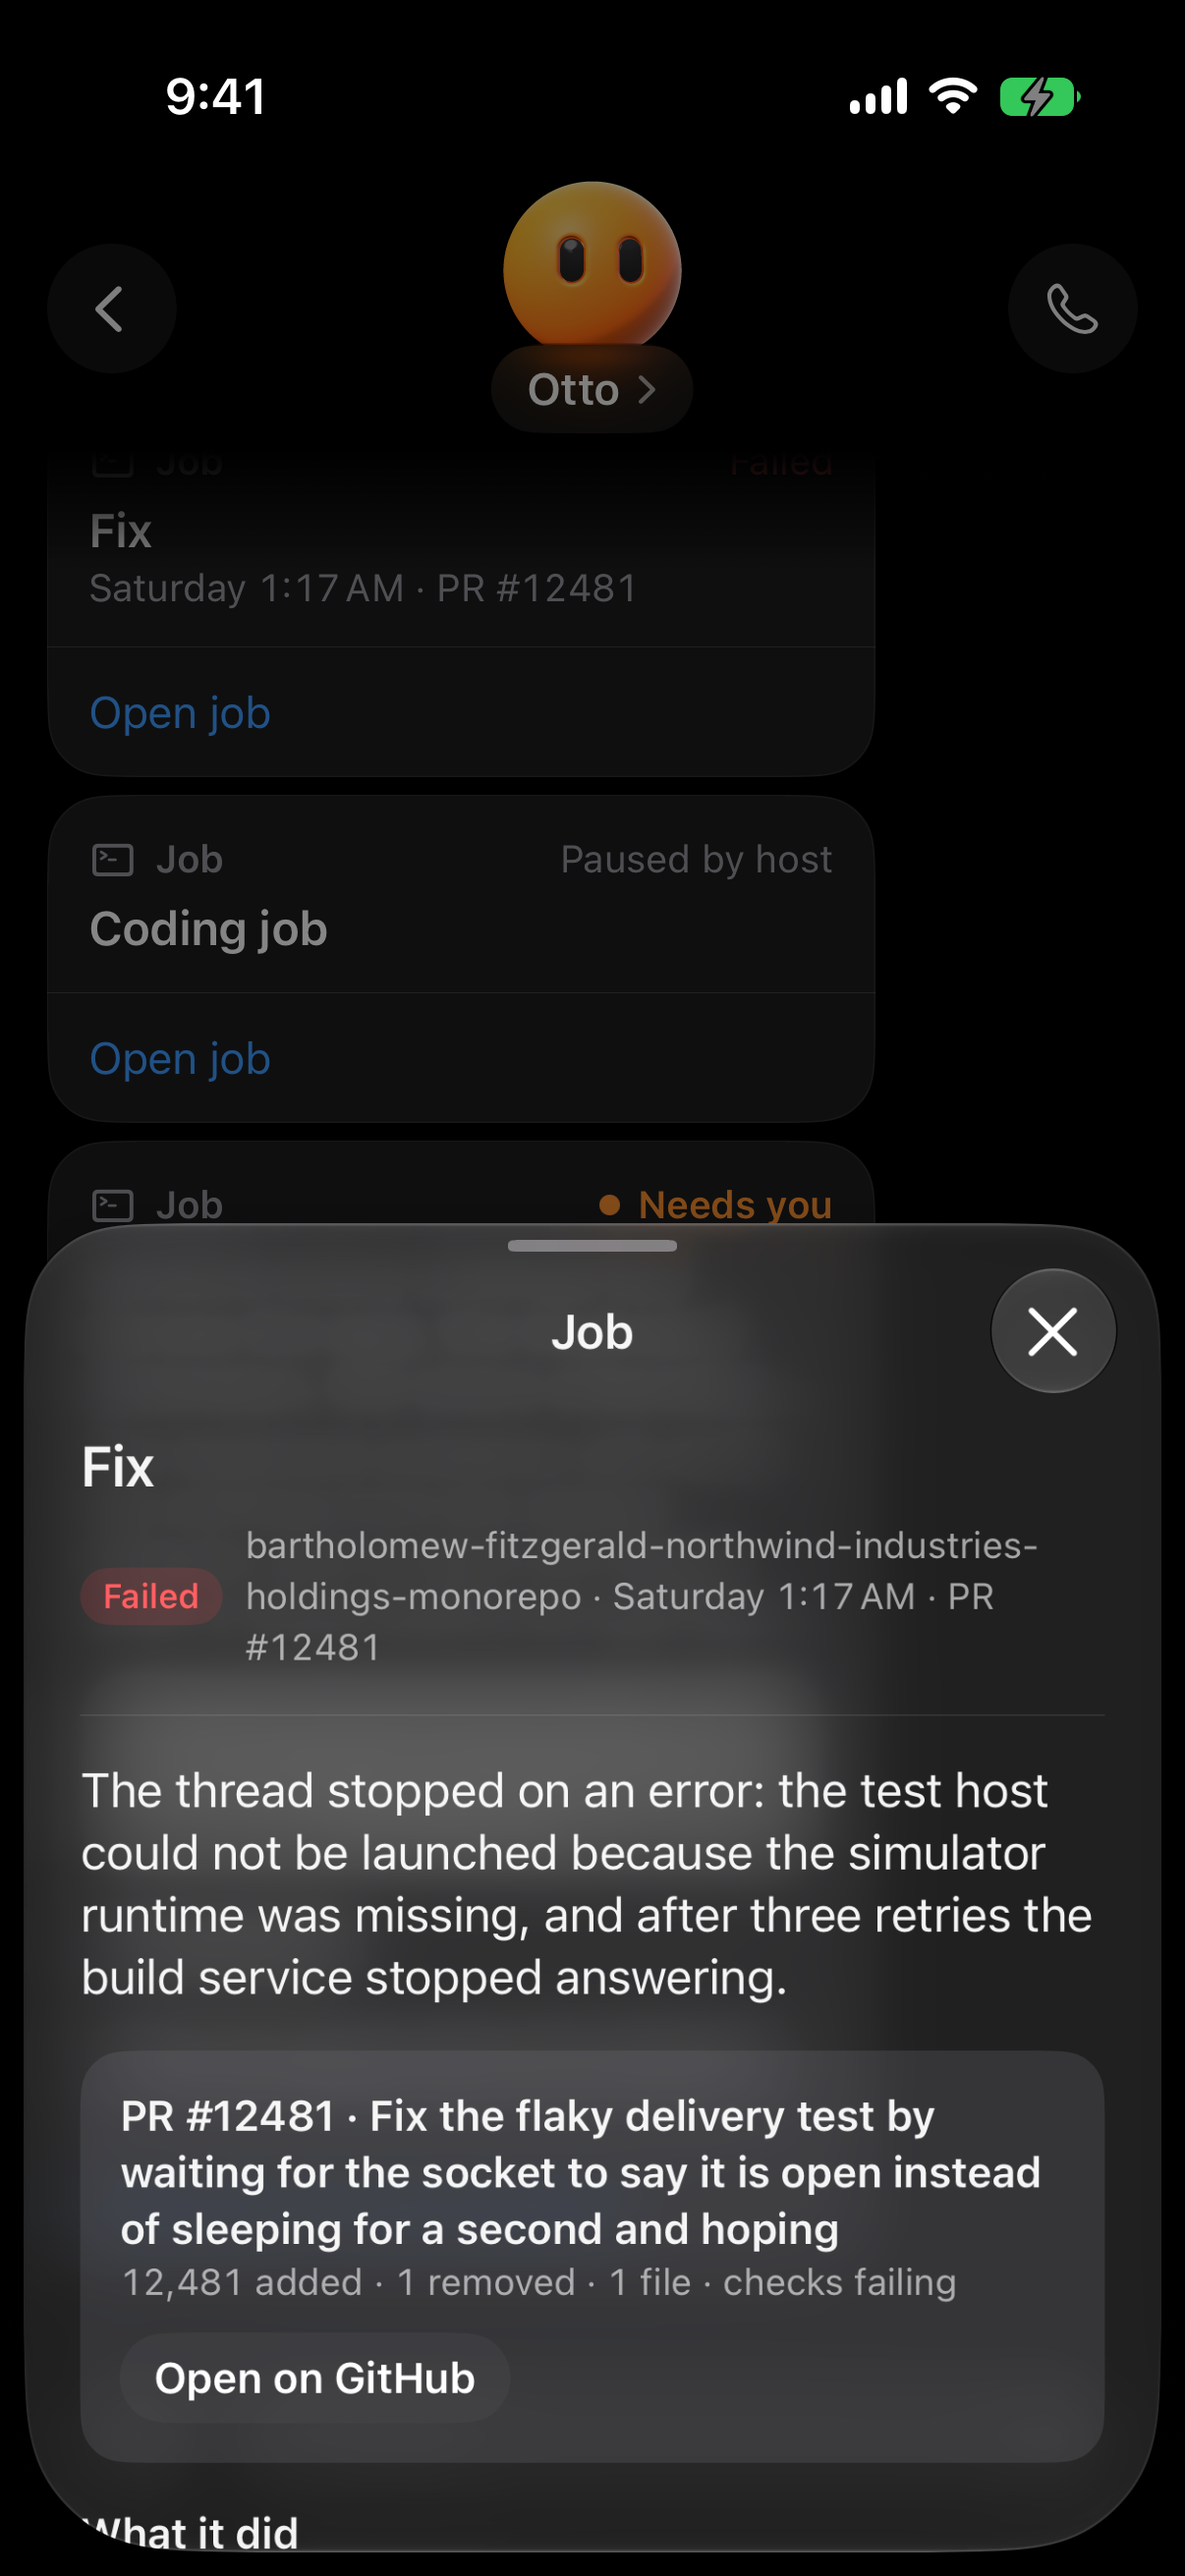 9:41
Otto
Job Failed
Fix
Saturday 1:17 AM · PR #12481
Open job
Job Paused by host
Coding job
Open job
Job Needs you
Job
Fix
Failed
bartholomew-fitzgerald-northwind-industries-
holdings-monorepo · Saturday 1:17 AM · PR
#12481
The thread stopped on an error: the test host
could not be launched because the simulator
runtime was missing, and after three retries the
build service stopped answering.
PR #12481 · Fix the flaky delivery test by
waiting for the socket to say it is open instead
of sleeping for a second and hoping
12,481 added · 1 removed · 1 file · checks failing
Open on GitHub
What it did